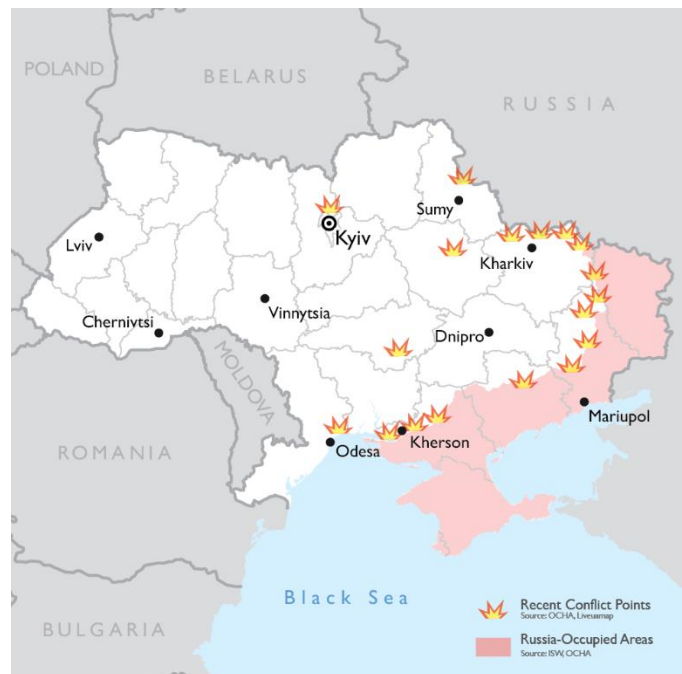 POLAND
BELARUS
RUSSIA
Sumy
Kyiv
Lviv
Kharkiv
Vinnytsia
Chernivtsi
Dnipro
MOLDOVA
Mariupol
ROMANIA
Odesa
Kherson
Black Sea
Recent Conflict Points
Source: OCHA, Liveuamap
BULGARIA
Russia-Occupied Areas
Source: ISW, OCHA